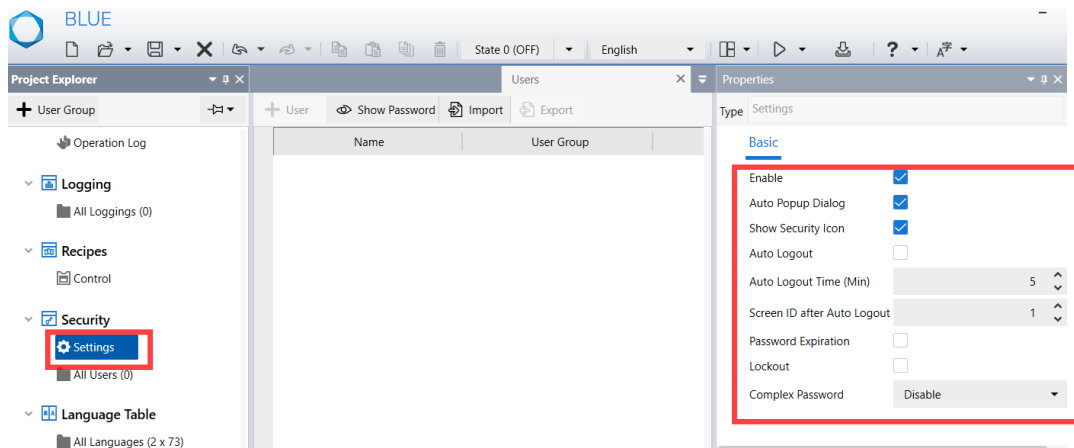 BLUE
State 0 (OFF)
English
?
A字
Project Explorer
Users
Properties
User Group
User
Show Password
Import
Export
Type
Settings
Name
User Group
Basic
Operation Log
Logging
All Loggings (0)
Recipes
Control
Security
Settings
All Users (0)
Language Table
All Languages (2 x 73)
Enable
Auto Popup Dialog
Show Security Icon
Auto Logout
Auto Logout Time (Min)
5
Screen ID after Auto Logout
1
Password Expiration
Lockout
Complex Password
Disable